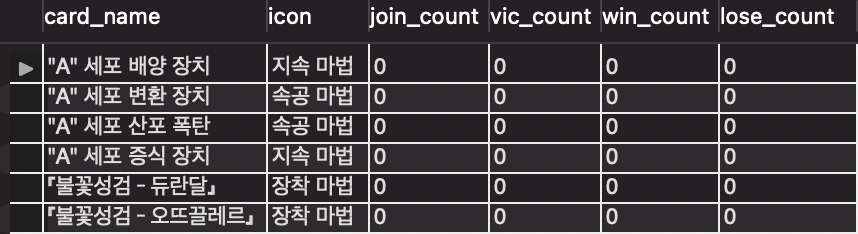 card_name icon join_count vic_count win_count lose_count
"A" 세포 배양 장치 지속 마법 0 0 0 0
"A" 세포 변환 장치 속공 마법 0 0 0 0
"A" 세포 산포 폭탄 속공 마법 0 0 0 0
"A" 세포 증식 장치 지속 마법 0 0 0 0
『불꽃성검 - 듀란달』 장착 마법 0 0 0 0
『불꽃성검 - 오뜨끌레르』 장착 마법 0 0 0 0